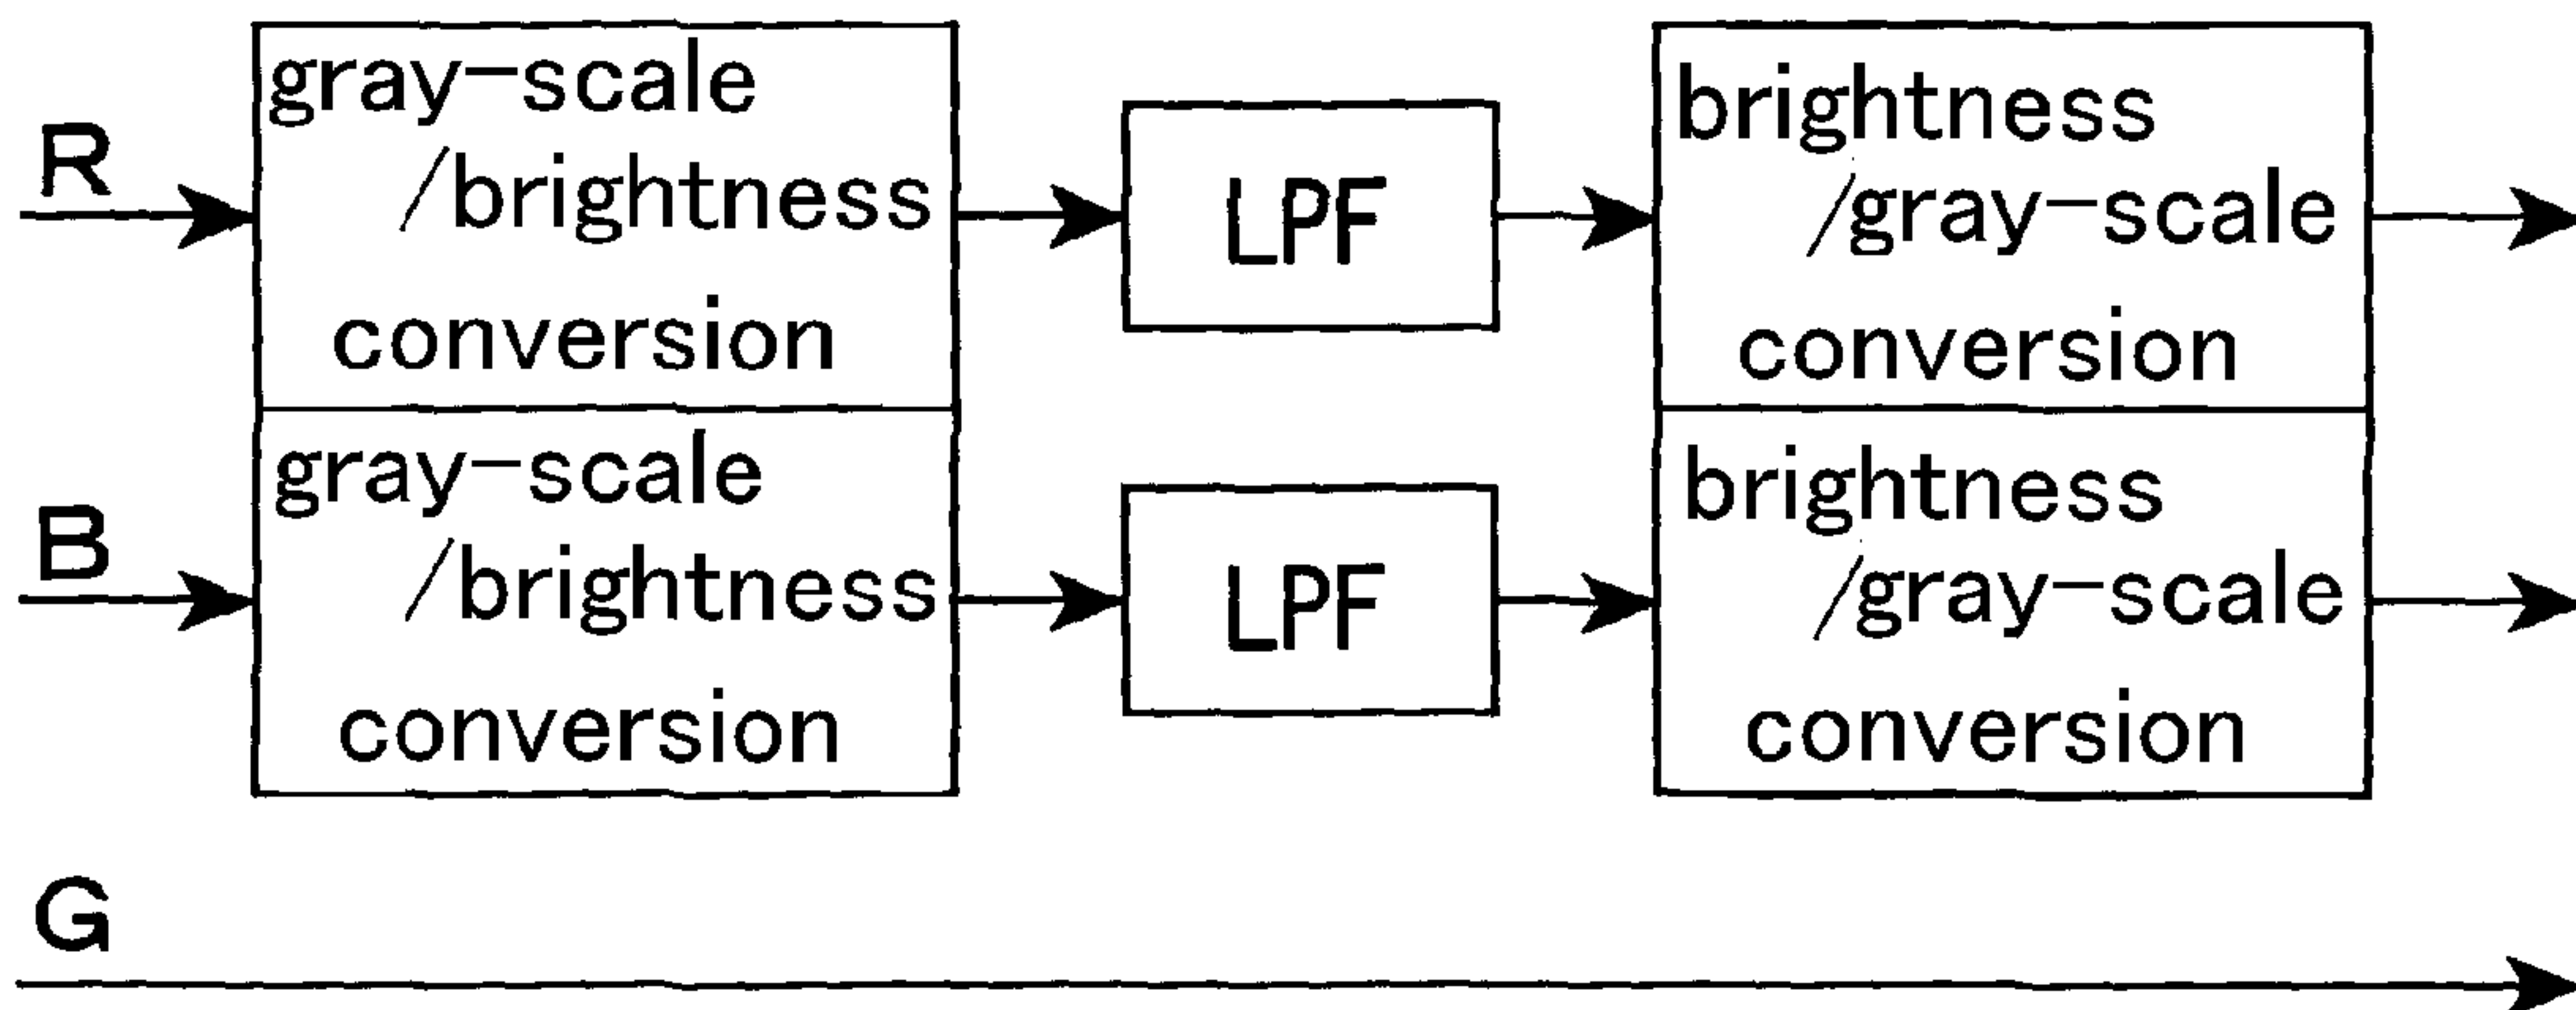 R
gray-scale
/brightness
conversion
LPF
brightness
/gray-scale
conversion
B
gray-scale
/brightness
conversion
LPF
brightness
/gray-scale
conversion
G